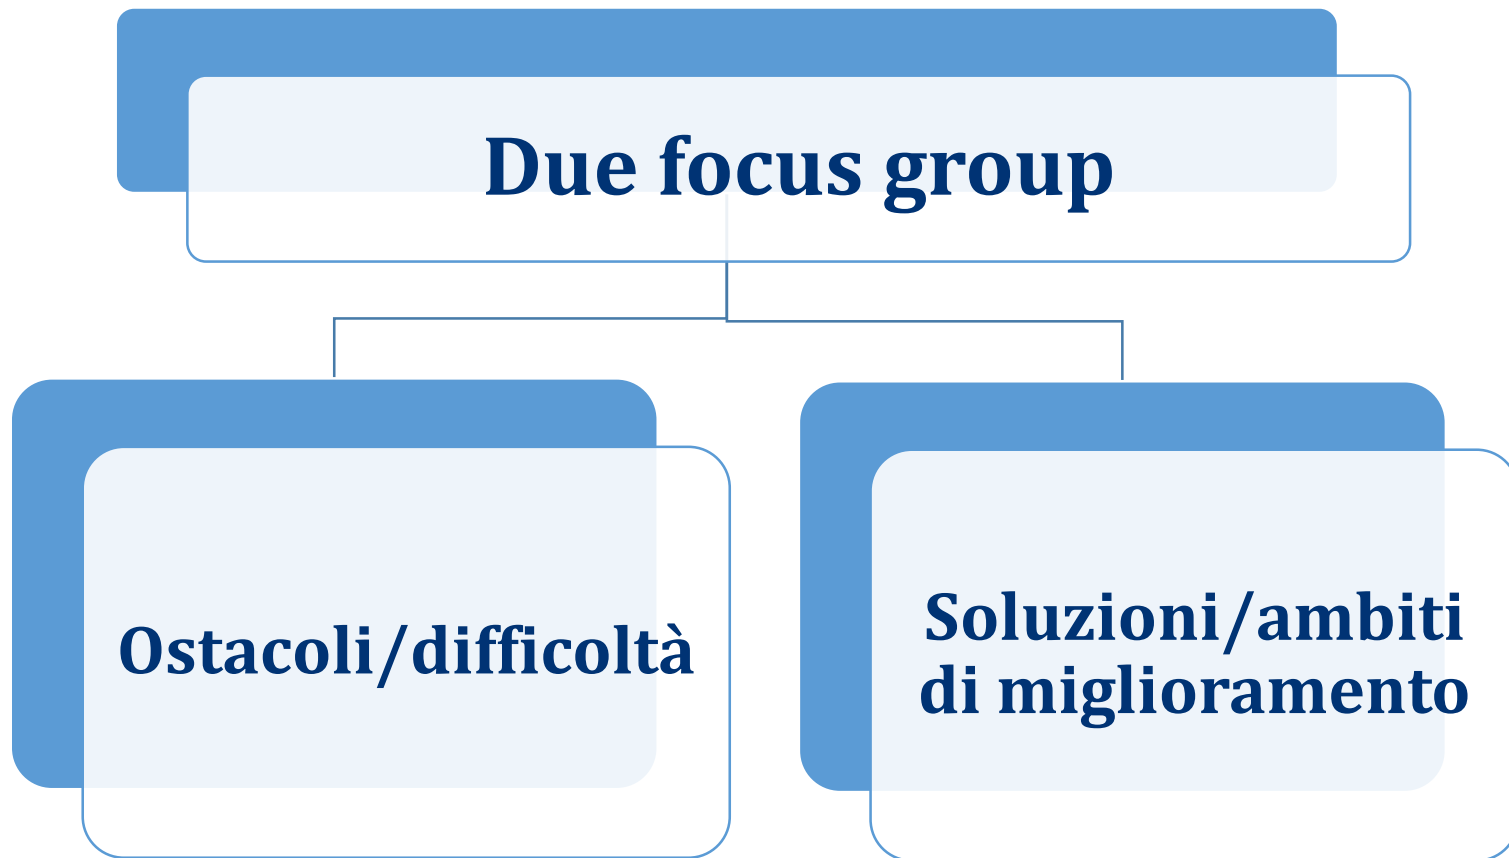 Due focus group
Ostacoli/difficoltà
Soluzioni/ambiti
di miglioramento